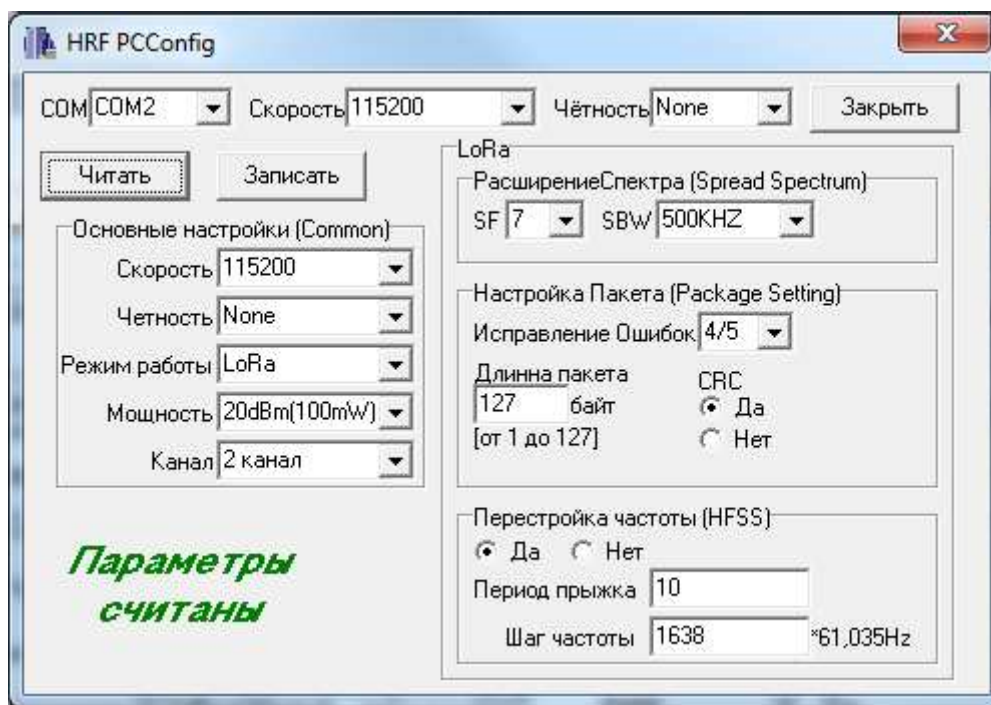 HRF PCConfig
COM COM2 Скорость 115200 Чётность None Закрыть
Читать Записать
Основные настройки (Common)
Скорость 115200
Четность None
Режим работы LoRa
Мощность 20dBm(100mW)
Канал 2 канал
Параметры
считаны
LoRa
РасширениеСпектра (Spread Spectrum)
SF 7 SBW 500KHZ
Настройка Пакета (Package Setting)
Исправление Ошибок 4/5
Длинна пакета
127 байт
[от 1 до 127]
CRC
Да
Нет
Перестройка частоты (HFSS)
Да Нет
Период прыжка 10
Шаг частоты 1638 *61,035Hz